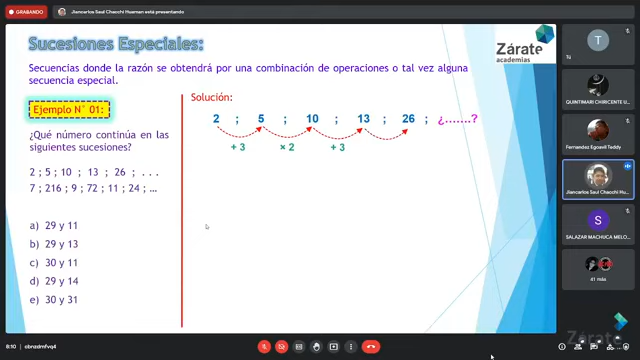 GRABANDO
Jiancarlos Saul Chacchi Huaman está presentando
Sucesiones Especiales:
Zárate
academias
Secuencias donde la razón se obtendrá por una combinación de operaciones o tal vez alguna
secuencia especial.
Ejemplo N° 01:
¿Qué número continúa en las
siguientes sucesiones?
2 ; 5 ; 10 ; 13 ; 26 ; . . .
7 ; 216 ; 9 ; 72 ; 11 ; 24 ; ...
a) 29 y 11
b) 29 y 13
c) 30 y 11
d) 29 y 14
e) 30 y 31
Solución:
2 ; 5 ; 10 ; 13 ; 26 ; ¿.......?
+ 3 × 2 + 3
T
Tú
QUINTIMARI CHIRCENTE U...
Fernandez Egoavil Teddy
Jiancarlos Saul Chacchi Hua...
S
SALAZAR MACHUCA MELO...
41 más
8:10 cbnzdmfvq4
Zárate